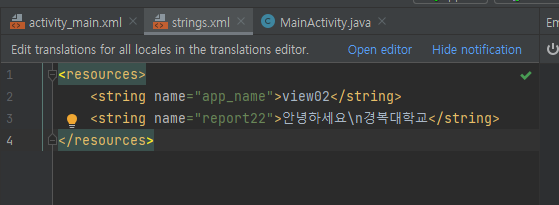 activity_main.xml strings.xml MainActivity.java
Edit translations for all locales in the translations editor. Open editor Hide notification
1 <resources>
2 <string name="app_name">view02</string>
3 <string name="report22">안녕하세요\n경복대학교</string>
4 </resources>